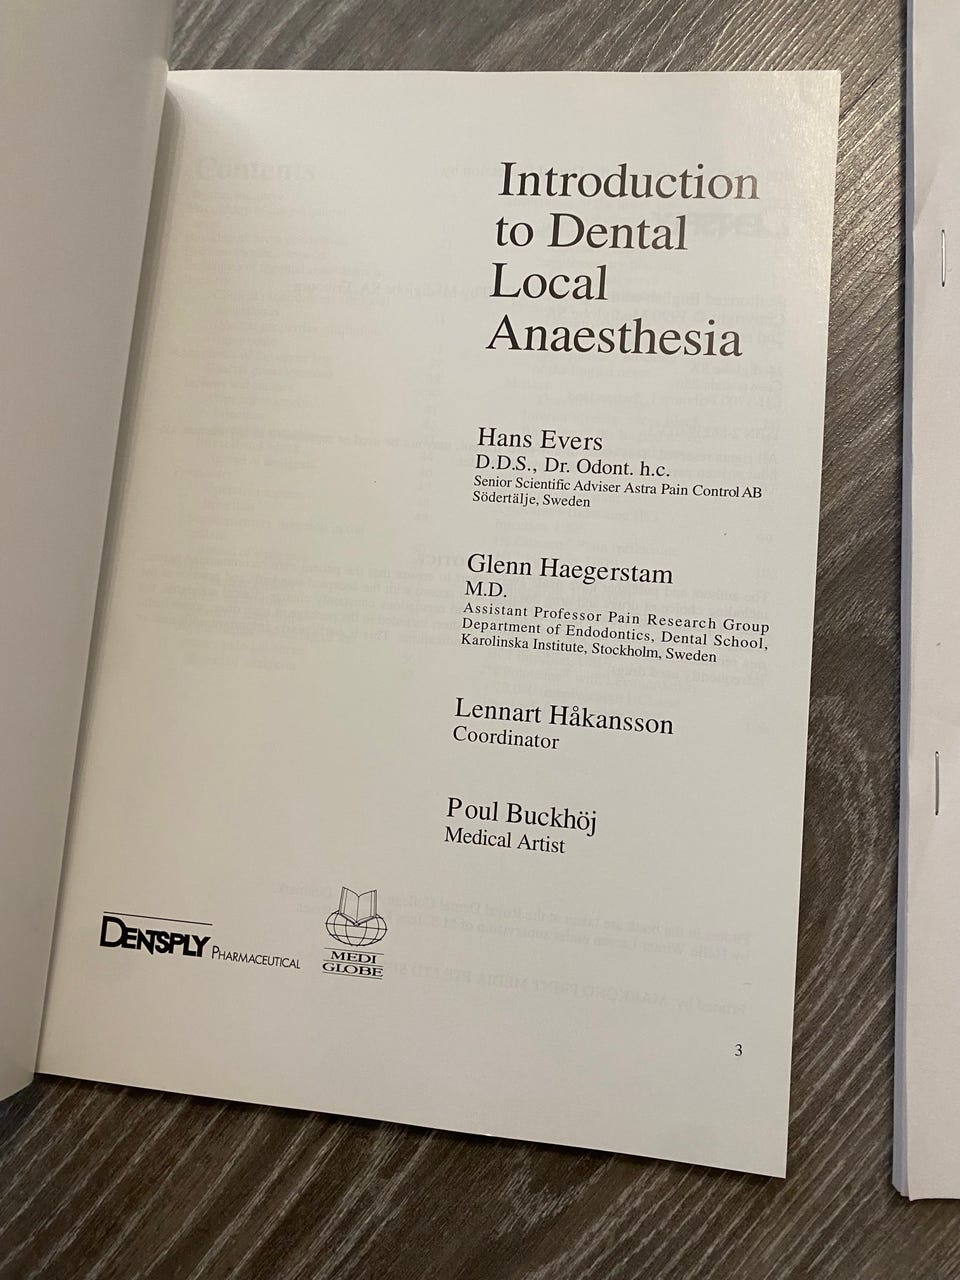 Introduction
to Dental
Local
Anaesthesia
Hans Evers
D.D.S., Dr. Odont. h.c.
Senior Scientific Adviser Astra Pain Control AB
Södertälje, Sweden
Glenn Haegerstam
M.D.
Assistant Professor Pain Research Group
Department of Endodontics, Dental School,
Karolinska Institute, Stockholm, Sweden
Lennart Håkansson
Coordinator
Poul Buckhöj
Medical Artist
DENTSPLY PHARMACEUTICAL
MEDI
GLOBE
3